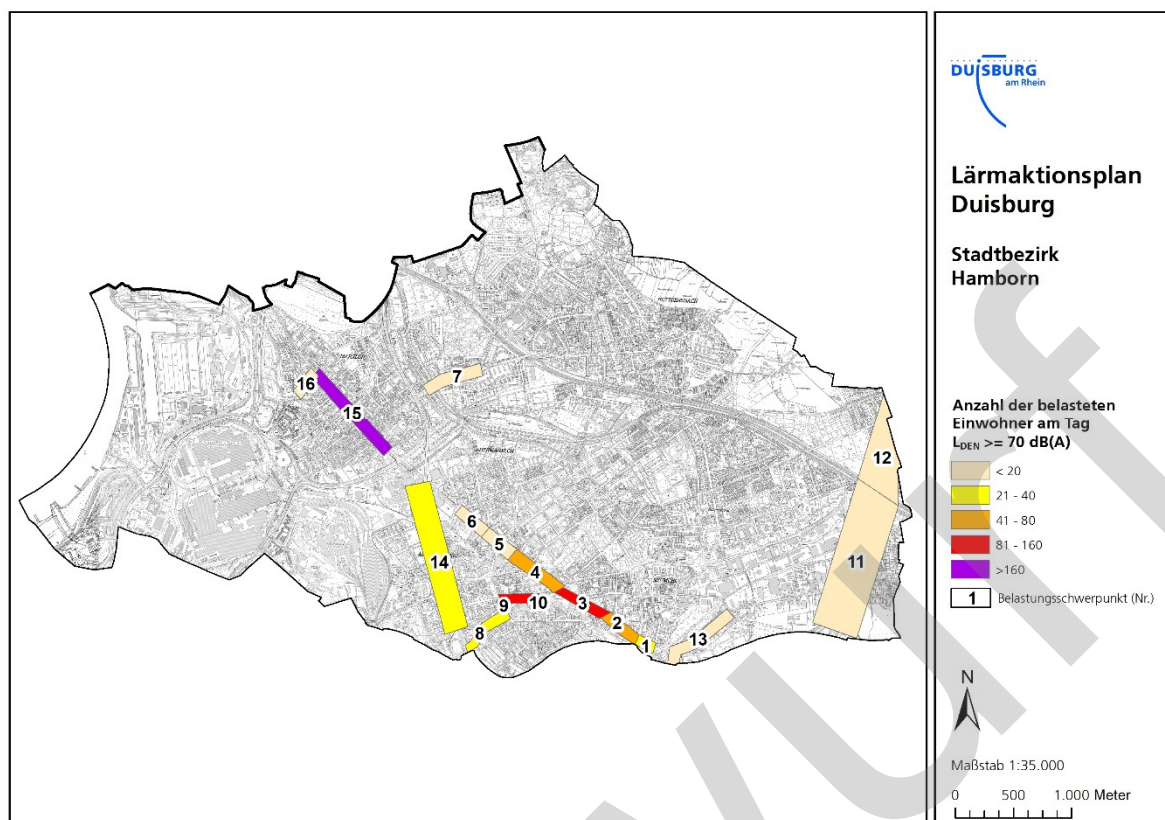 DUISBURG
am Rhein
Lärmaktionsplan
Duisburg
Stadtbezirk
Hamborn
Anzahl der belasteten
Einwohner am Tag
LDEN >= 70 dB(A)
< 20
21 - 40
41 - 80
81 - 160
>160
1 Belastungsschwerpunkt (Nr.)
N
Maßstab 1:35.000
0 500 1.000 Meter
16
15
7
12
6
5
14
4
11
3
9 10
2
8
1
13